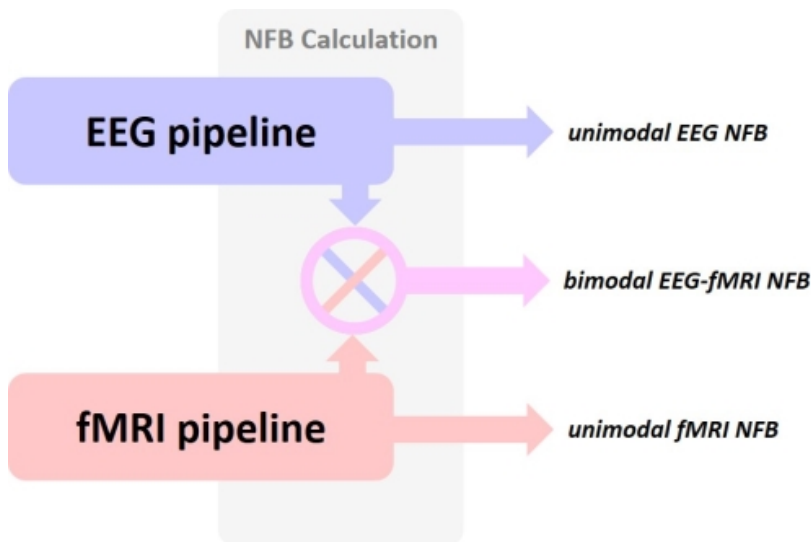 NFB Calculation
EEG pipeline
unimodal EEG NFB
bimodal EEG-fMRI NFB
fMRI pipeline
unimodal fMRI NFB